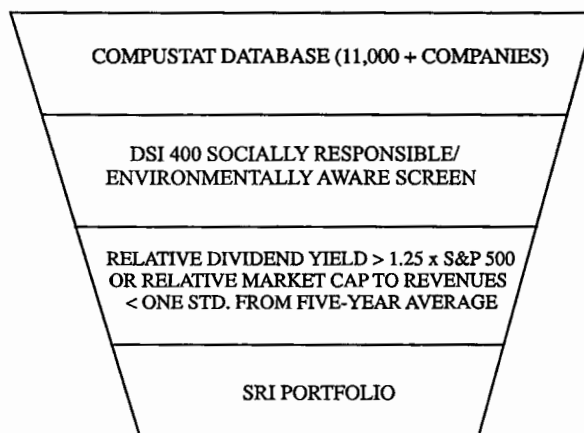 COMPUSTAT DATABASE (11,000 + COMPANIES)
DSI 400 SOCIALLY RESPONSIBLE/
ENVIRONMENTALLY AWARE SCREEN
RELATIVE DIVIDEND YIELD > 1.25 x S&P 500
OR RELATIVE MARKET CAP TO REVENUES
< ONE STD. FROM FIVE-YEAR AVERAGE
SRI PORTFOLIO